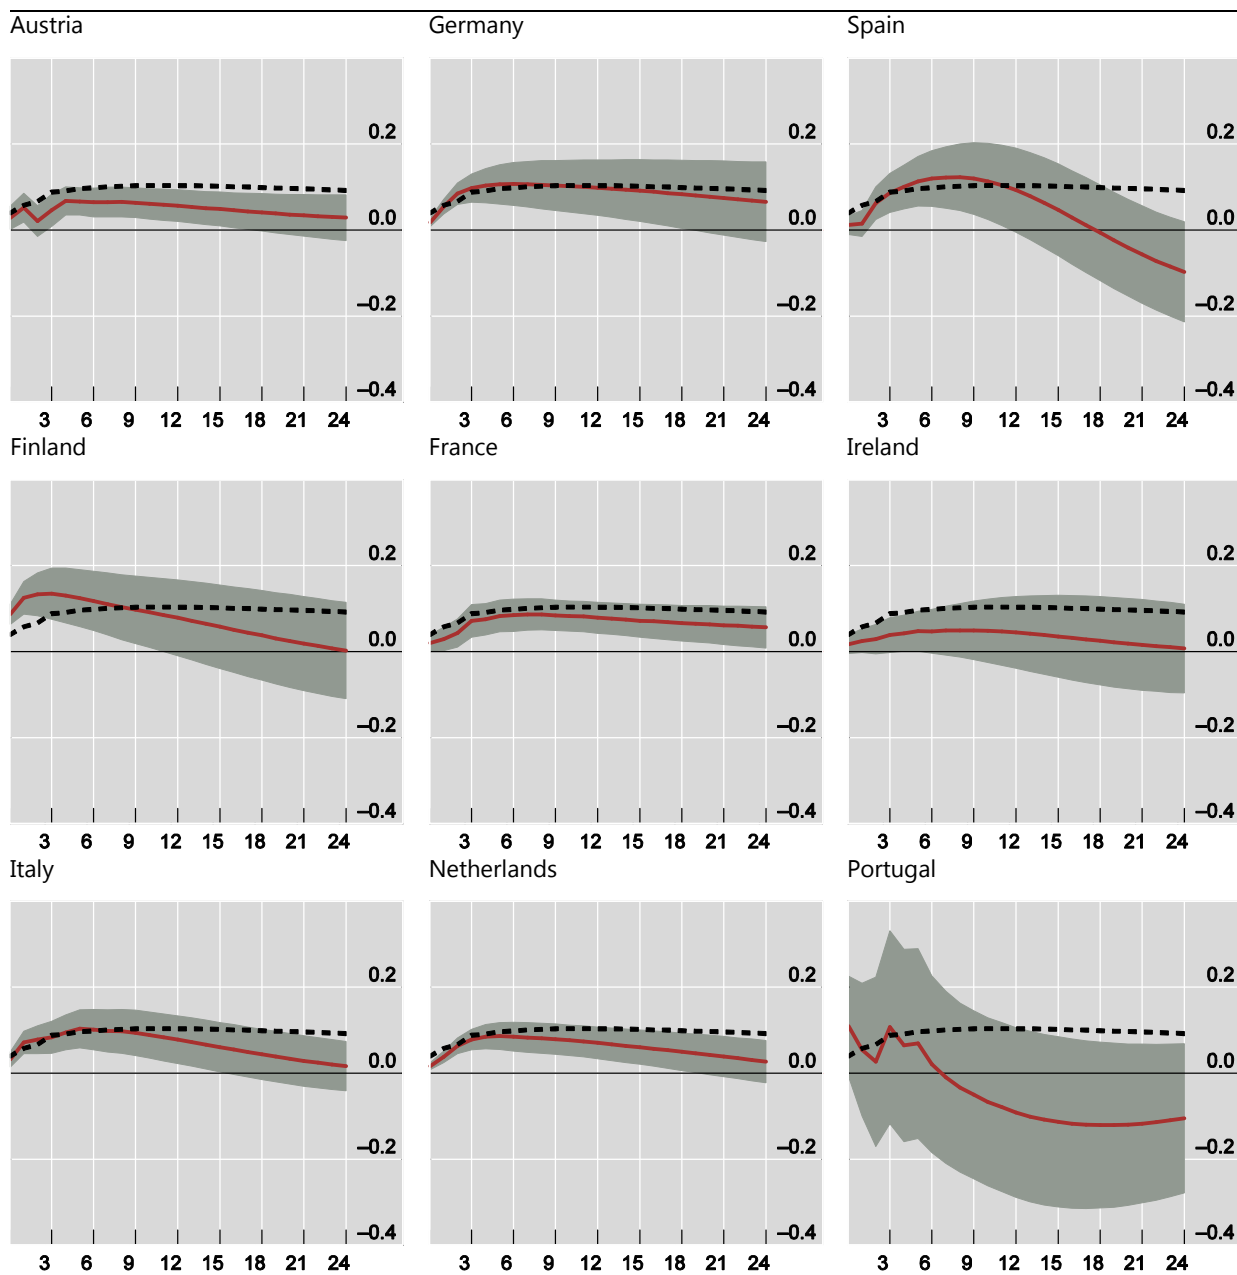 Austria Germany Spain
0.2 0.2 0.2
0.0 0.0 0.0
–0.2 –0.2 –0.2
–0.4 –0.4 –0.4
3 6 9 12 15 18 21 24 3 6 9 12 15 18 21 24 3 6 9 12 15 18 21 24
Finland France Ireland
0.2 0.2 0.2
0.0 0.0 0.0
–0.2 –0.2 –0.2
–0.4 –0.4 –0.4
3 6 9 12 15 18 21 24 3 6 9 12 15 18 21 24 3 6 9 12 15 18 21 24
Italy Netherlands Portugal
0.2 0.2 0.2
0.0 0.0 0.0
–0.2 –0.2 –0.2
–0.4 –0.4 –0.4
3 6 9 12 15 18 21 24 3 6 9 12 15 18 21 24 3 6 9 12 15 18 21 24